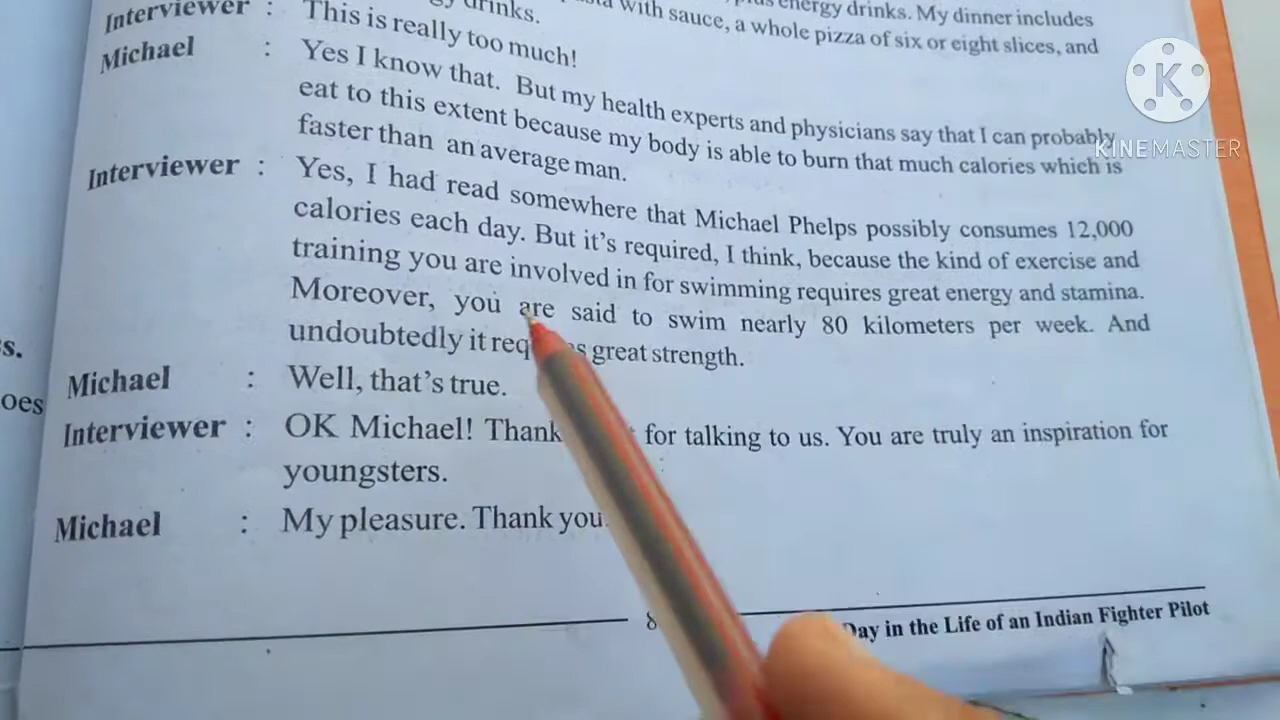 plus energy drinks. My dinner includes
drinks. with sauce, a whole pizza of six or eight slices, and
Interviewer : This is really too much!
Michael : Yes I know that. But my health experts and physicians say that I can probably
eat to this extent because my body is able to burn that much calories which is
faster than an average man.
Interviewer : Yes, I had read somewhere that Michael Phelps possibly consumes 12,000
calories each day. But it's required, I think, because the kind of exercise and
training you are involved in for swimming requires great energy and stamina.
Moreover, you are said to swim nearly 80 kilometers per week. And
undoubtedly it great strength.
Michael : Well, that's true.
Interviewer : OK Michael! Thank for talking to us. You are truly an inspiration for
youngsters.
Michael : My pleasure. Thank you.
Day in the Life of an Indian Fighter Pilot
s.
oes
K
KINEMASTER